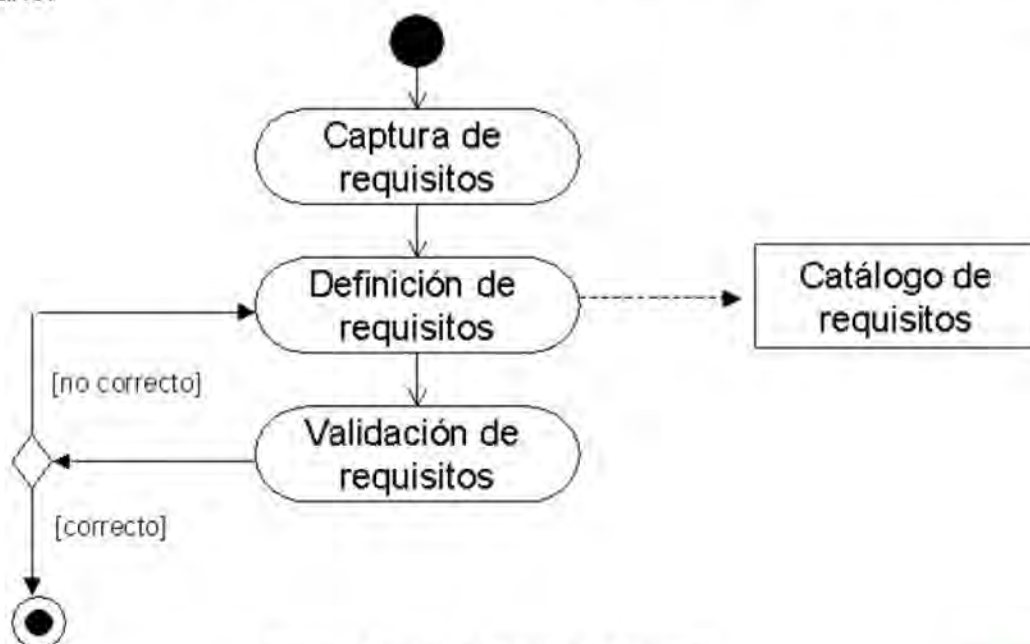 Captura de
requisitos
Definición de
requisitos
Catálogo de
requisitos
[no correcto]
Validación de
requisitos
[correcto]